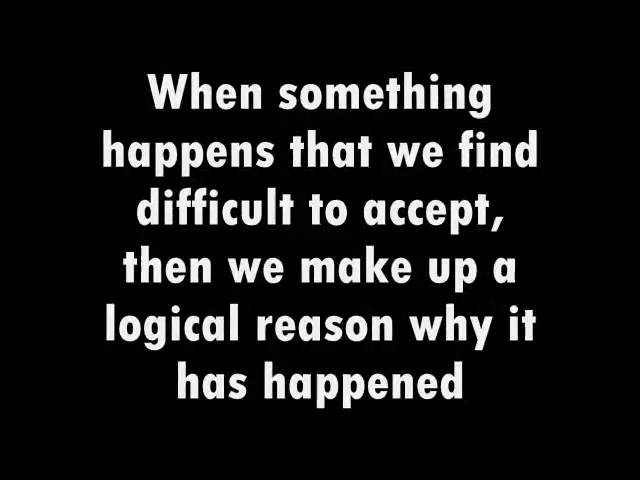 When something
happens that we find
difficult to accept,
then we make up a
logical reason why it
has happened